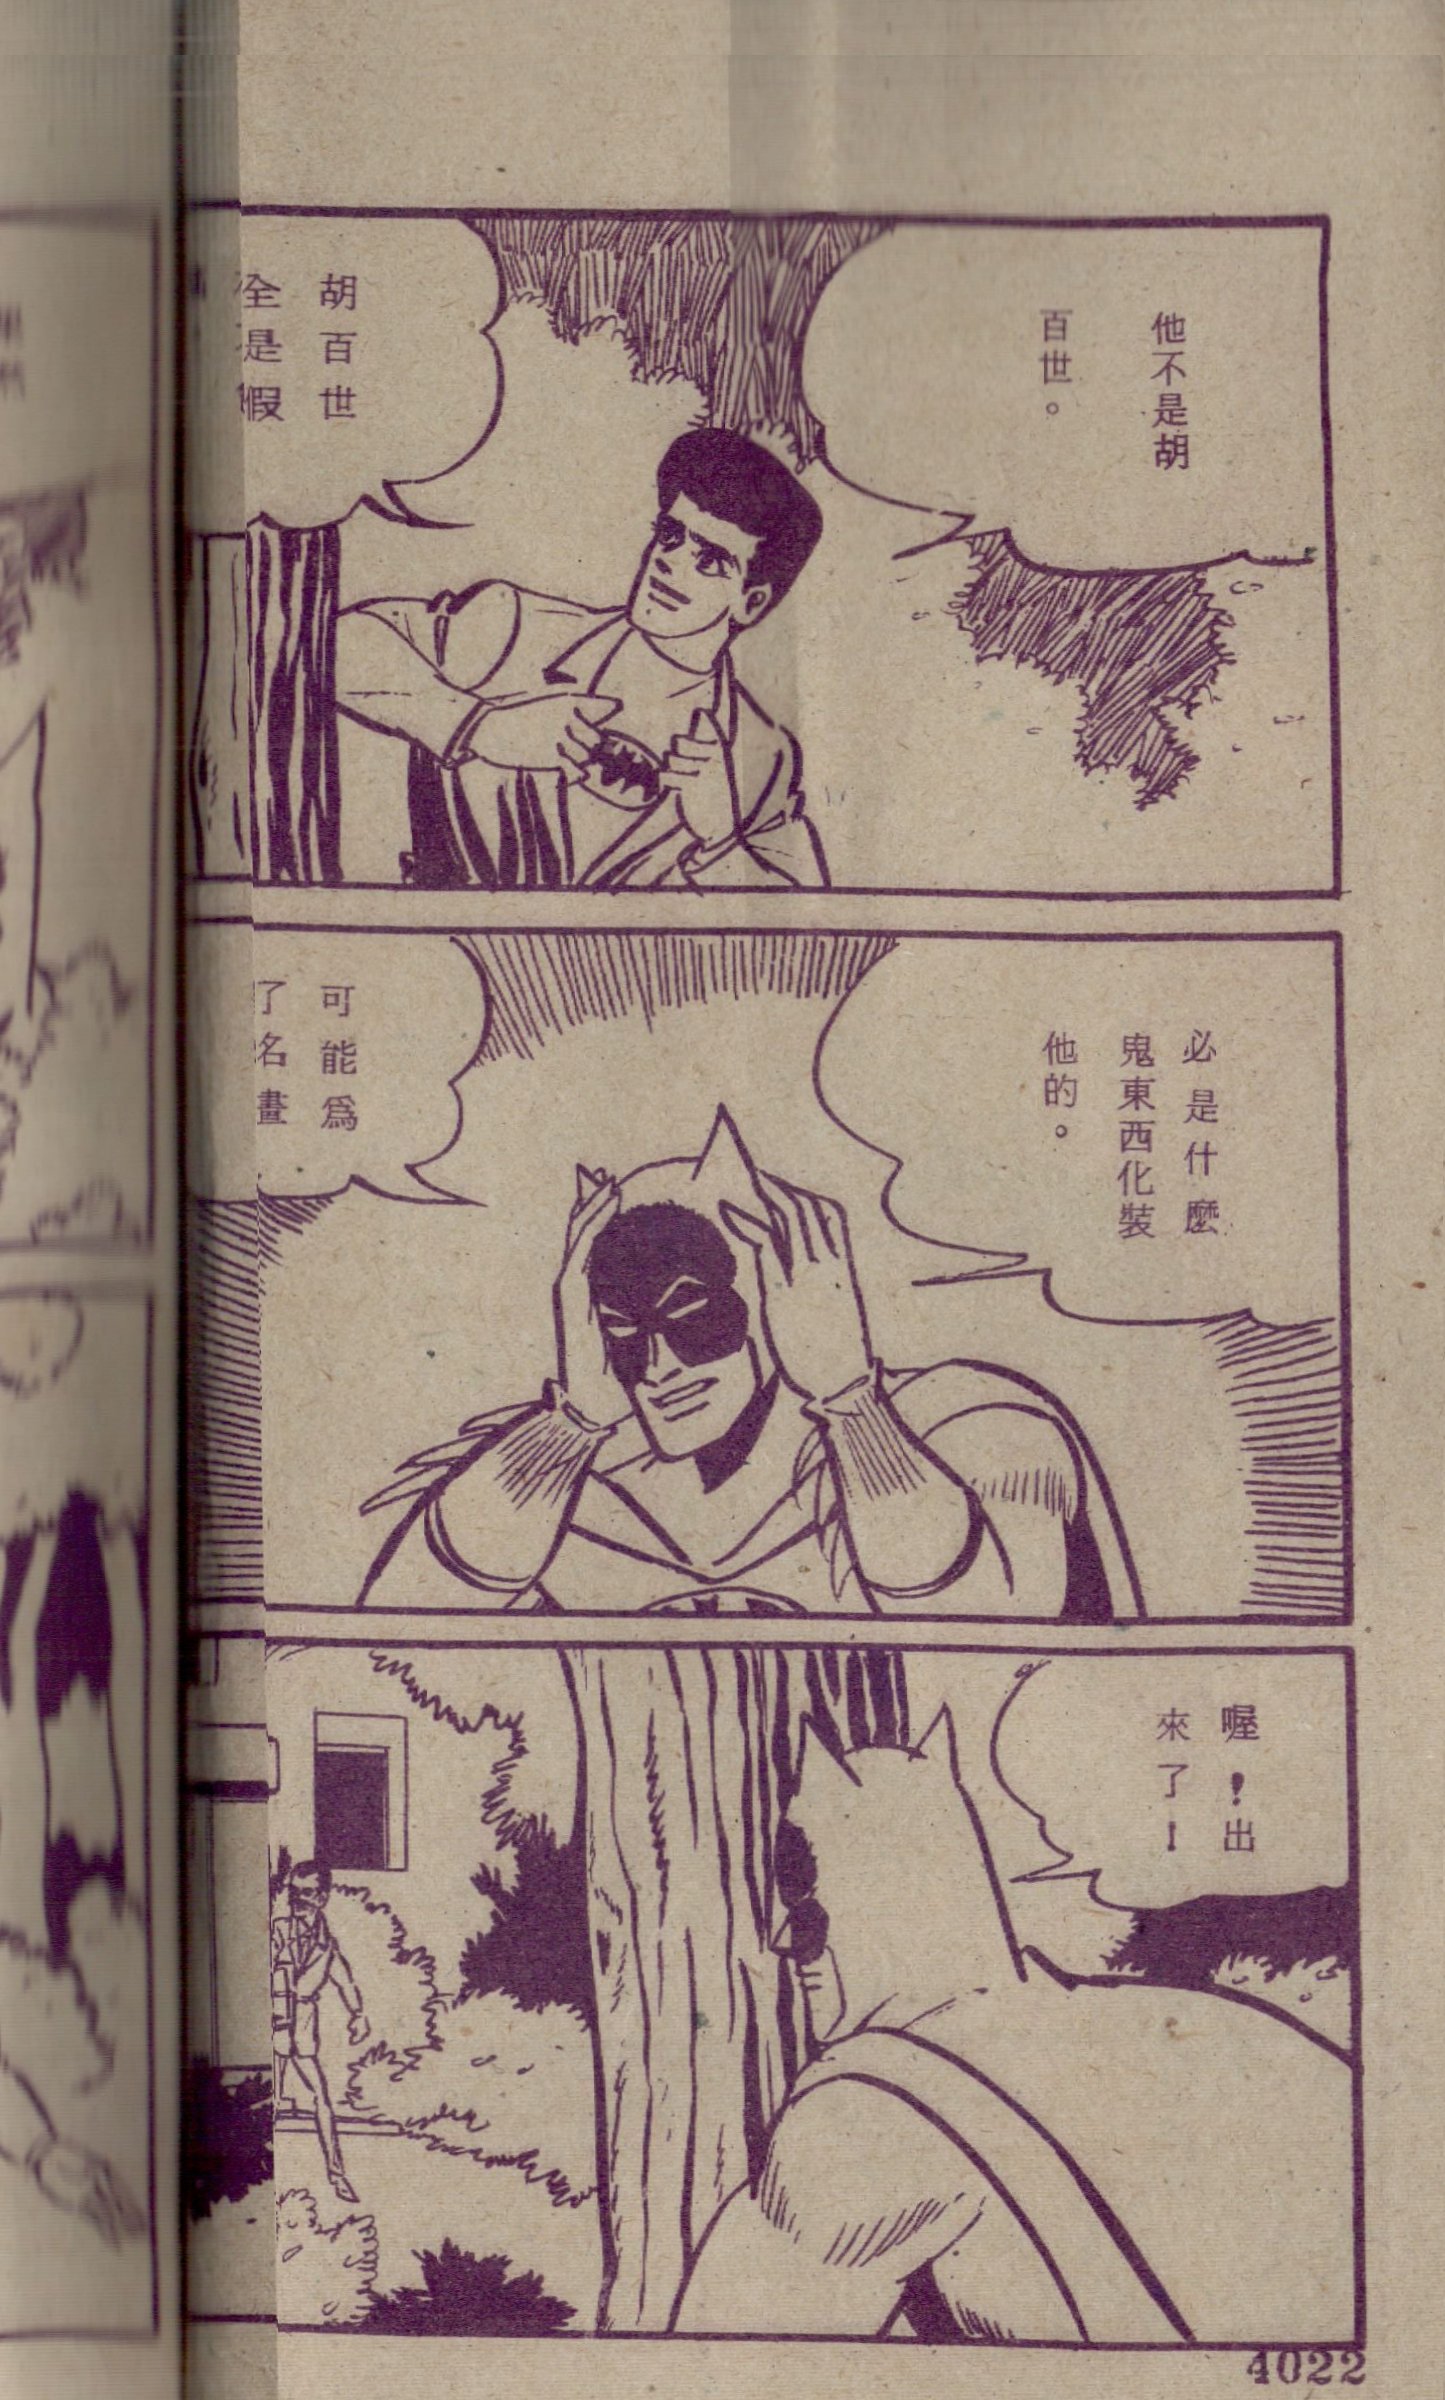 他不是胡
百世。
胡百世
全是假
必是什麼
鬼東西化裝
他的。
可能爲
了名畫
喔！出
來了！
4022